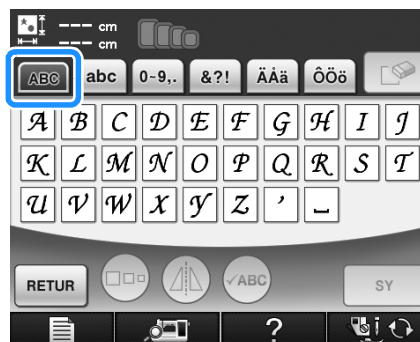 --- cm
--- cm
ABC abc 0~9,. &?! ÄÅä ÔÖö
A B C D E F G H I J
K L M N O P Q R S T
U V W X Y Z ’ ␣
RETUR ✓ABC SY
?